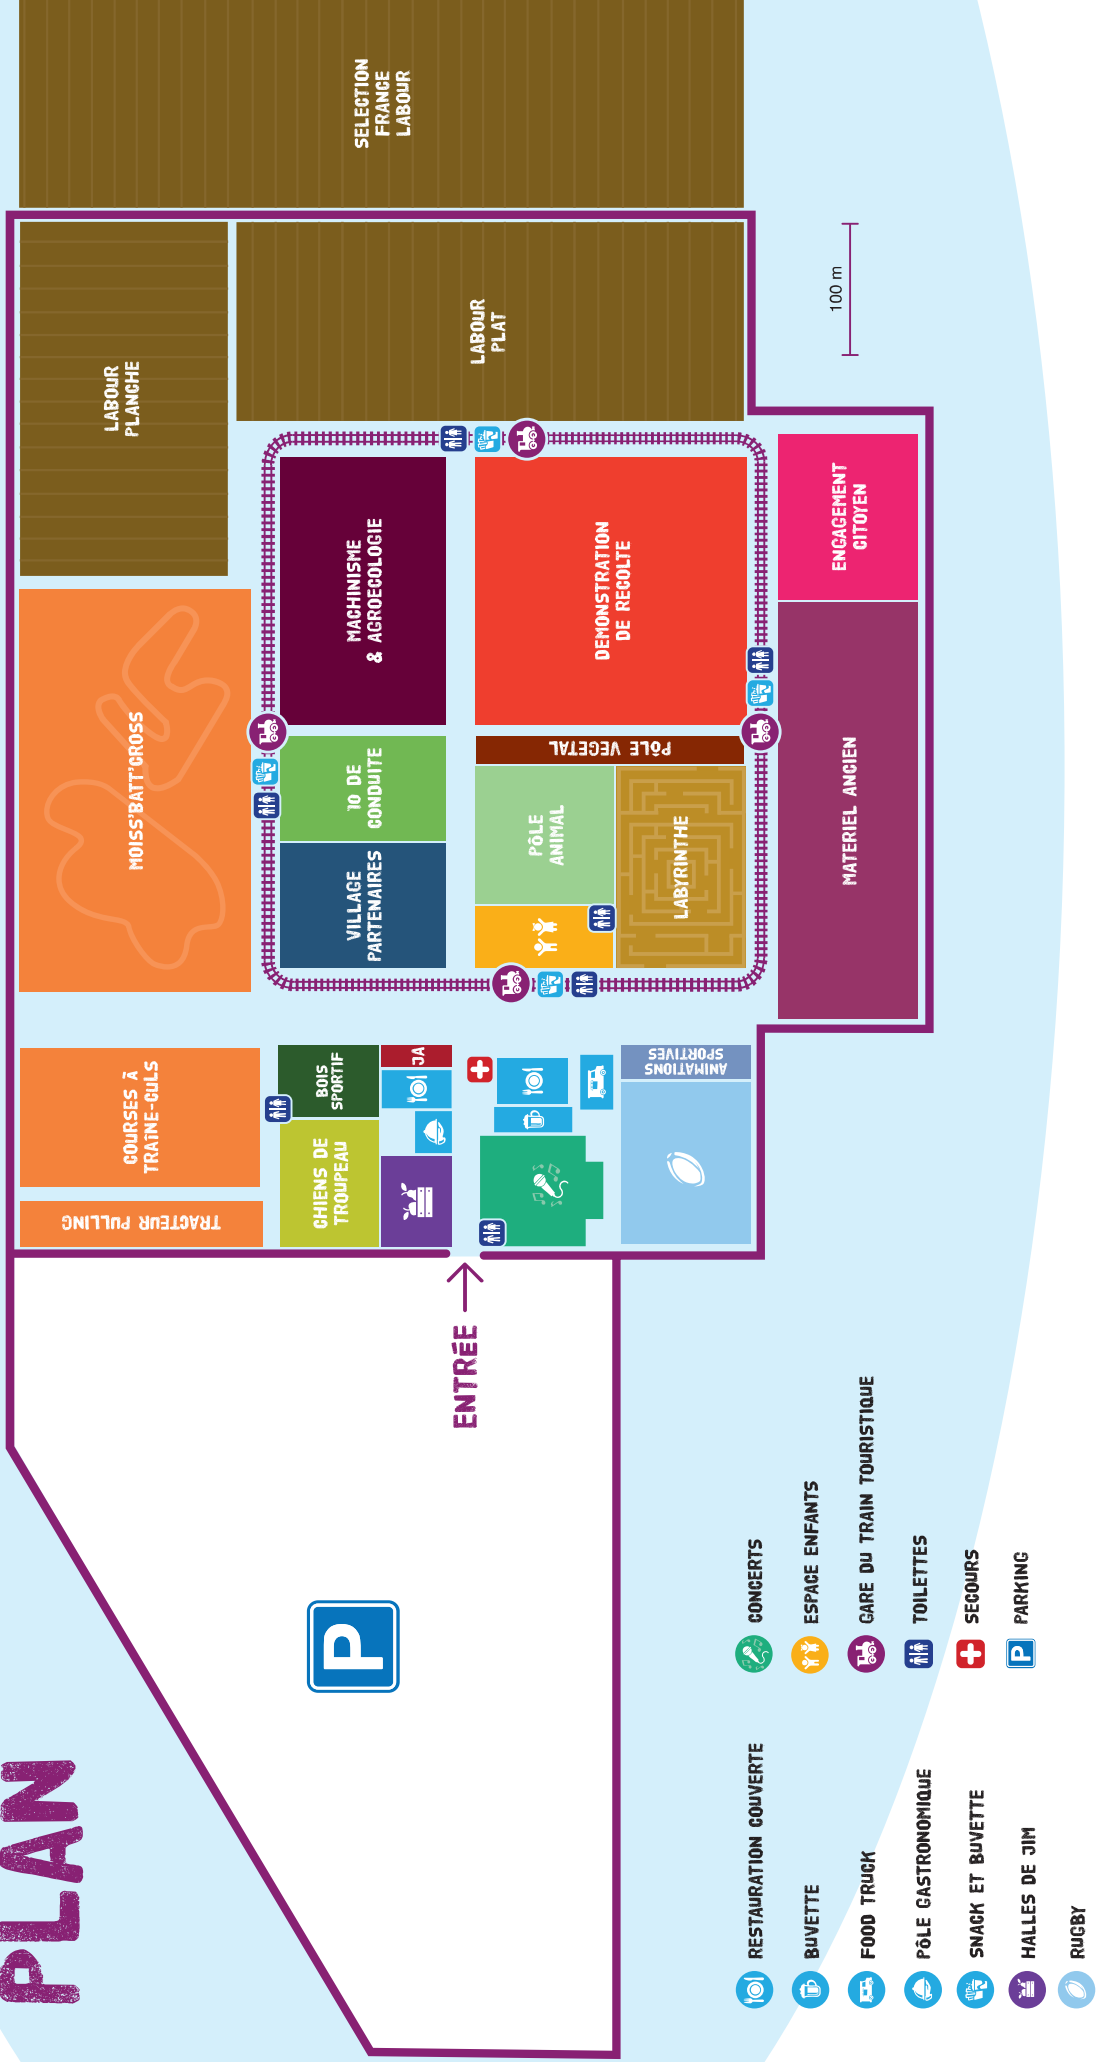 PLAN
SELECTION
FRANCE
LABOUR
LABOUR
PLANCHE
LABOUR
PLAT
100 m
MOISS'BATT'CROSS
MACHINISME
& AGROECOLOGIE
DEMONSTRATION
DE RECOLTE
ENGAGEMENT
CITOYEN
10 DE
CONDUITE
VILLAGE
PARTENAIRES
PÔLE VEGETAL
PÔLE
ANIMAL
LABYRINTHE
MATERIEL ANCIEN
COURSES À
TRAÎNE-CULS
TRACTEUR PULLING
BOIS
SPORTIF
JA
CHIENS DE
TROUPEAU
ANIMATIONS
SPORTIVES
ENTRÉE
P
RESTAURATION COUVERTE
BUVETTE
FOOD TRUCK
PÔLE GASTRONOMIQUE
SNACK ET BUVETTE
HALLES DE JIM
RUGBY
CONCERTS
ESPACE ENFANTS
GARE DU TRAIN TOURISTIQUE
TOILETTES
SECOURS
P
PARKING